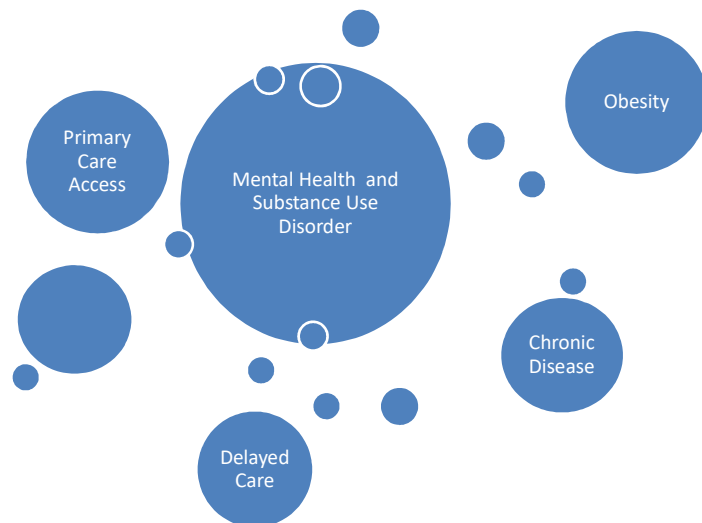 Obesity
Primary
Care
Access
Mental Health  and
Substance Use
Disorder
Chronic
Disease
Delayed
Care